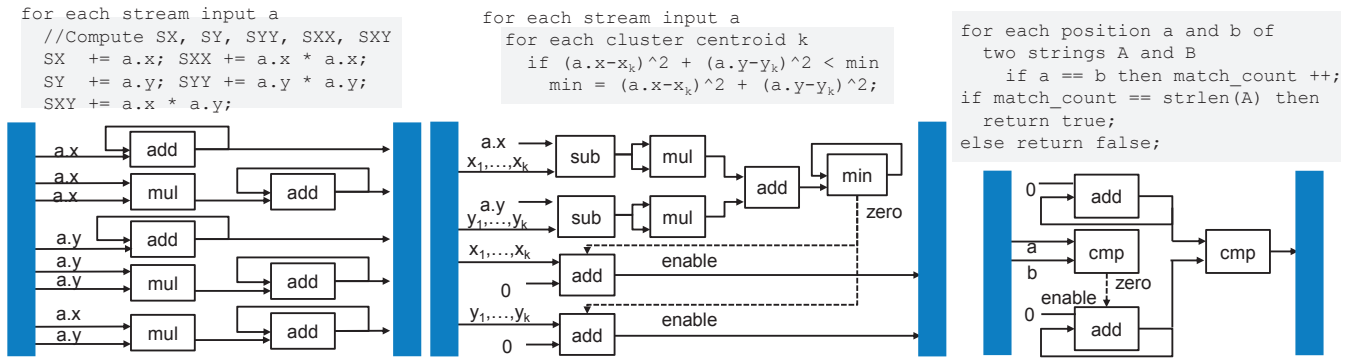 for each stream input a
//Compute SX, SY, SYY, SXX, SXY
SX += a.x; SXX += a.x * a.x;
SY += a.y; SYY += a.y * a.y;
SXY += a.x * a.y;
a.x
add
a.x
a.x
mul
add
a.y
add
a.y
a.y
mul
add
a.x
a.y
mul
add
for each stream input a
for each cluster centroid k
if (a.x-xₖ)^2 + (a.y-yₖ)^2 < min
min = (a.x-xₖ)^2 + (a.y-yₖ)^2;
a.x
x₁,…,xₖ
sub
mul
add
min
zero
a.y
y₁,…,yₖ
sub
mul
x₁,…,xₖ
0
add
enable
y₁,…,yₖ
0
add
enable
for each position a and b of
two strings A and B
if a == b then match_count ++;
if match_count == strlen(A) then
return true;
else return false;
0
add
a
b
cmp
cmp
zero
enable
0
add